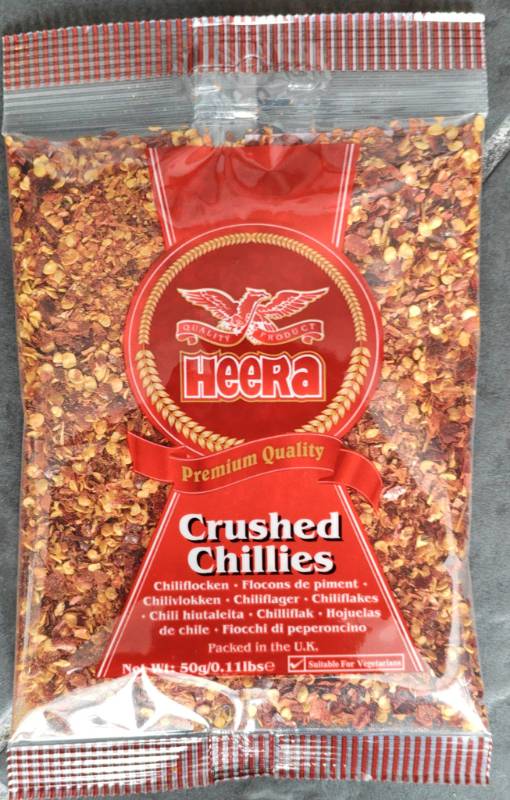 QUALITY PRODUCT
HEERA
Premium Quality
Crushed
Chillies
Chiliflocken · Flocons de piment ·
Chilivlokken · Chiliflager · Chiliflakes
· Chili hiutaleita · Chilliflak · Hojuelas
de chile · Fiocchi di peperoncino
Packed in the U.K.
Net Wt: 50g/0.11lbs℮
Suitable For Vegetarians